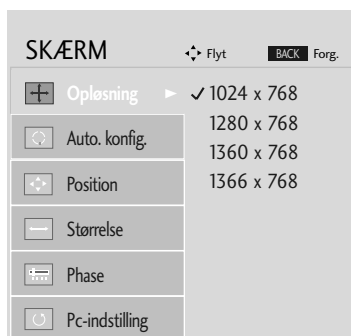 SKÆRM Flyt BACK Forg.
Opløsning 1024 x 768
1280 x 768
Auto. konfig.
1360 x 768
Position 1366 x 768
Størrelse
Phase
Pc-indstilling